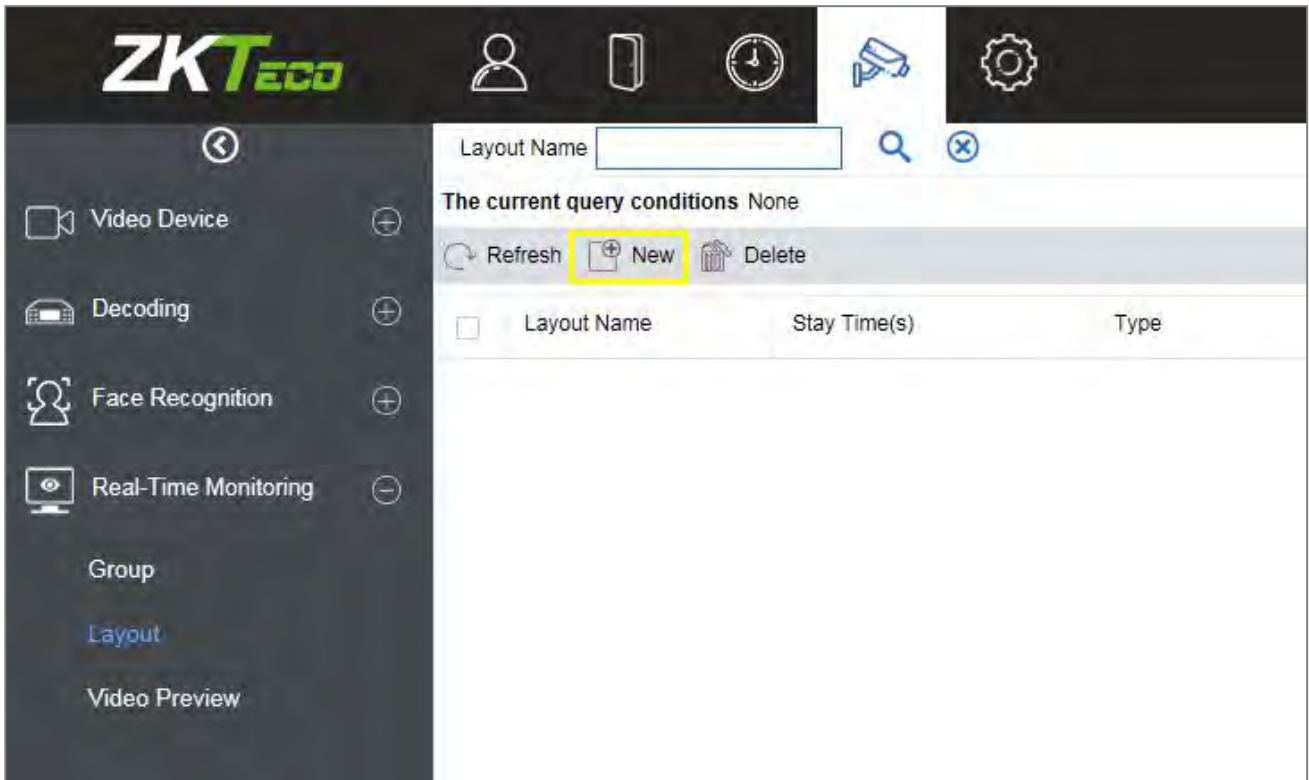 ZKTeco
Layout Name
The current query conditions None
Refresh New Delete
Layout Name Stay Time(s) Type
Video Device
Decoding
Face Recognition
Real-Time Monitoring
Group
Layout
Video Preview